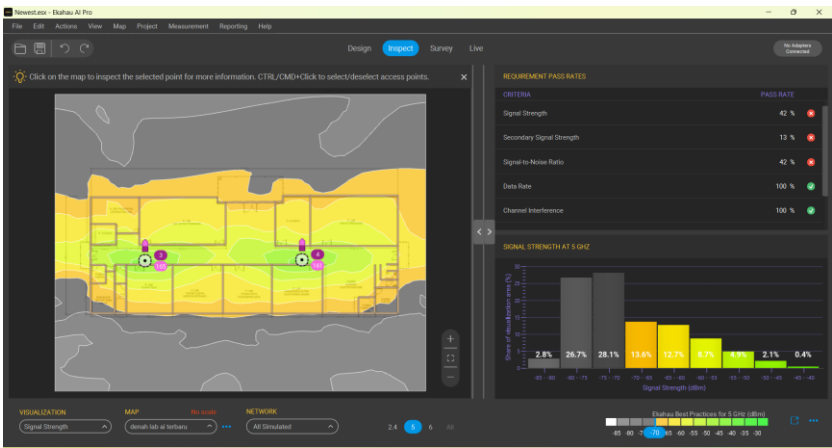 Newest.esx - Ekahau AI Pro
File Edit Actions View Map Project Measurement Reporting Help
Design Inspect Survey Live
No Adapters
Connected
Click on the map to inspect the selected point for more information. CTRL/CMD+Click to select/deselect access points.
3
4
REQUIREMENT PASS RATES
CRITERIA PASS RATE
Signal Strength 42 %
Secondary Signal Strength 13 %
Signal-to-Noise Ratio 42 %
Data Rate 100 %
Channel Interference 100 %
SIGNAL STRENGTH AT 5 GHZ
Share of visualization area (%)
2.8% 26.7% 28.1% 13.6% 12.7% 8.7% 4.9% 2.1% 0.4%
Signal Strength (dBm)
VISUALIZATION
Signal Strength
MAP No scale
denah lab ai terbaru
NETWORK
All Simulated
2.4 5 6 All
Ekahau Best Practices for 5 GHz (dBm)
-85 -80 -70 -65 -60 -55 -50 -45 -40 -35 -30